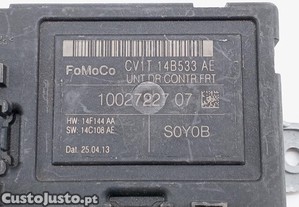 FoMoCo
CV1T 14B533 AE
UNT DR CONTR.FRT
10027827 07
HW: 14F144 AA
SW: 14C108 AE
S0Y0B
Dat. 25.04.13
CustoJusto.pt